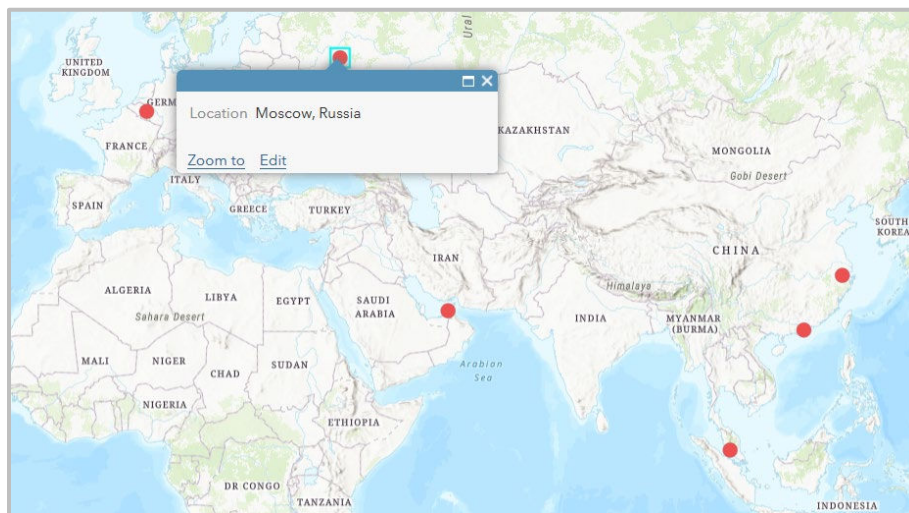 Ural
UNITED
KINGDOM
GERM
Location Moscow, Russia
Zoom to Edit
KAZAKHSTAN
FRANCE
MONGOLIA
Gobi Desert
ITALY
SPAIN
GREECE
TURKEY
SOUTH
KOREA
CHINA
IRAN
Himalaya
ALGERIA
LIBYA
EGYPT
SAUDI
ARABIA
Sahara Desert
INDIA
MYANMAR
(BURMA)
MALI
NIGER
CHAD
SUDAN
Arabian
Sea
NIGERIA
ETHIOPIA
DR CONGO
TANZANIA
INDONESIA